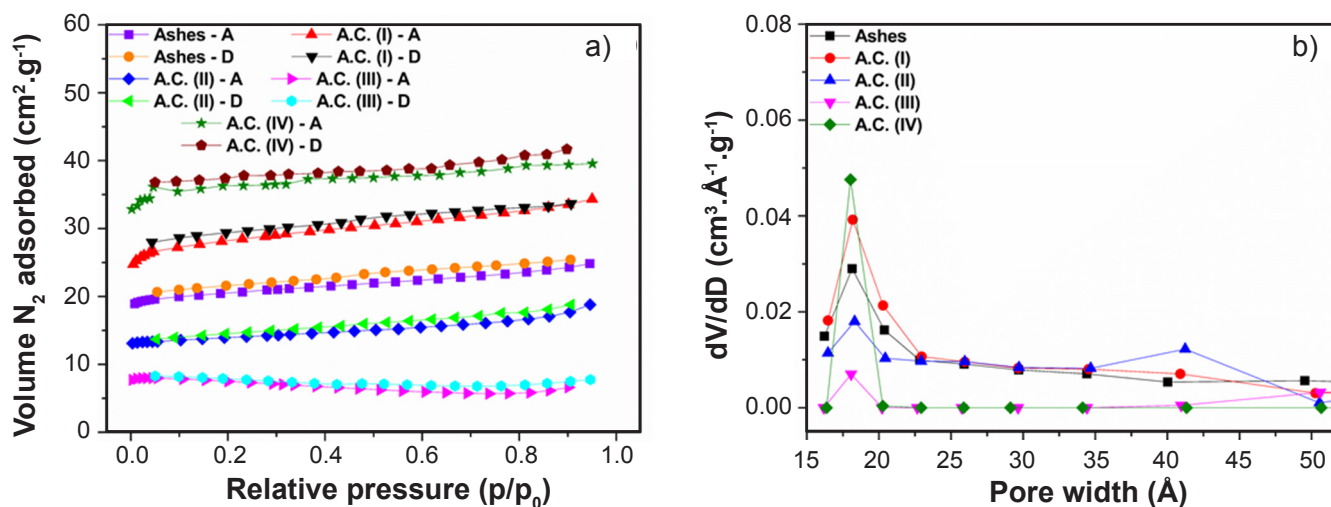 a)
Ashes - A
A.C. (I) - A
Ashes - D
A.C. (I) - D
A.C. (II) - A
A.C. (III) - A
A.C. (II) - D
A.C. (III) - D
A.C. (IV) - A
A.C. (IV) - D
60
50
40
30
20
10
0
Volume N₂ adsorbed (cm².g⁻¹)
0.0 0.2 0.4 0.6 0.8 1.0
Relative pressure (p/p₀)
b)
Ashes
A.C. (I)
A.C. (II)
A.C. (III)
A.C. (IV)
0.08
0.06
0.04
0.02
0.00
dV/dD (cm³.Å⁻¹.g⁻¹)
15 20 25 30 35 40 45 50
Pore width (Å)